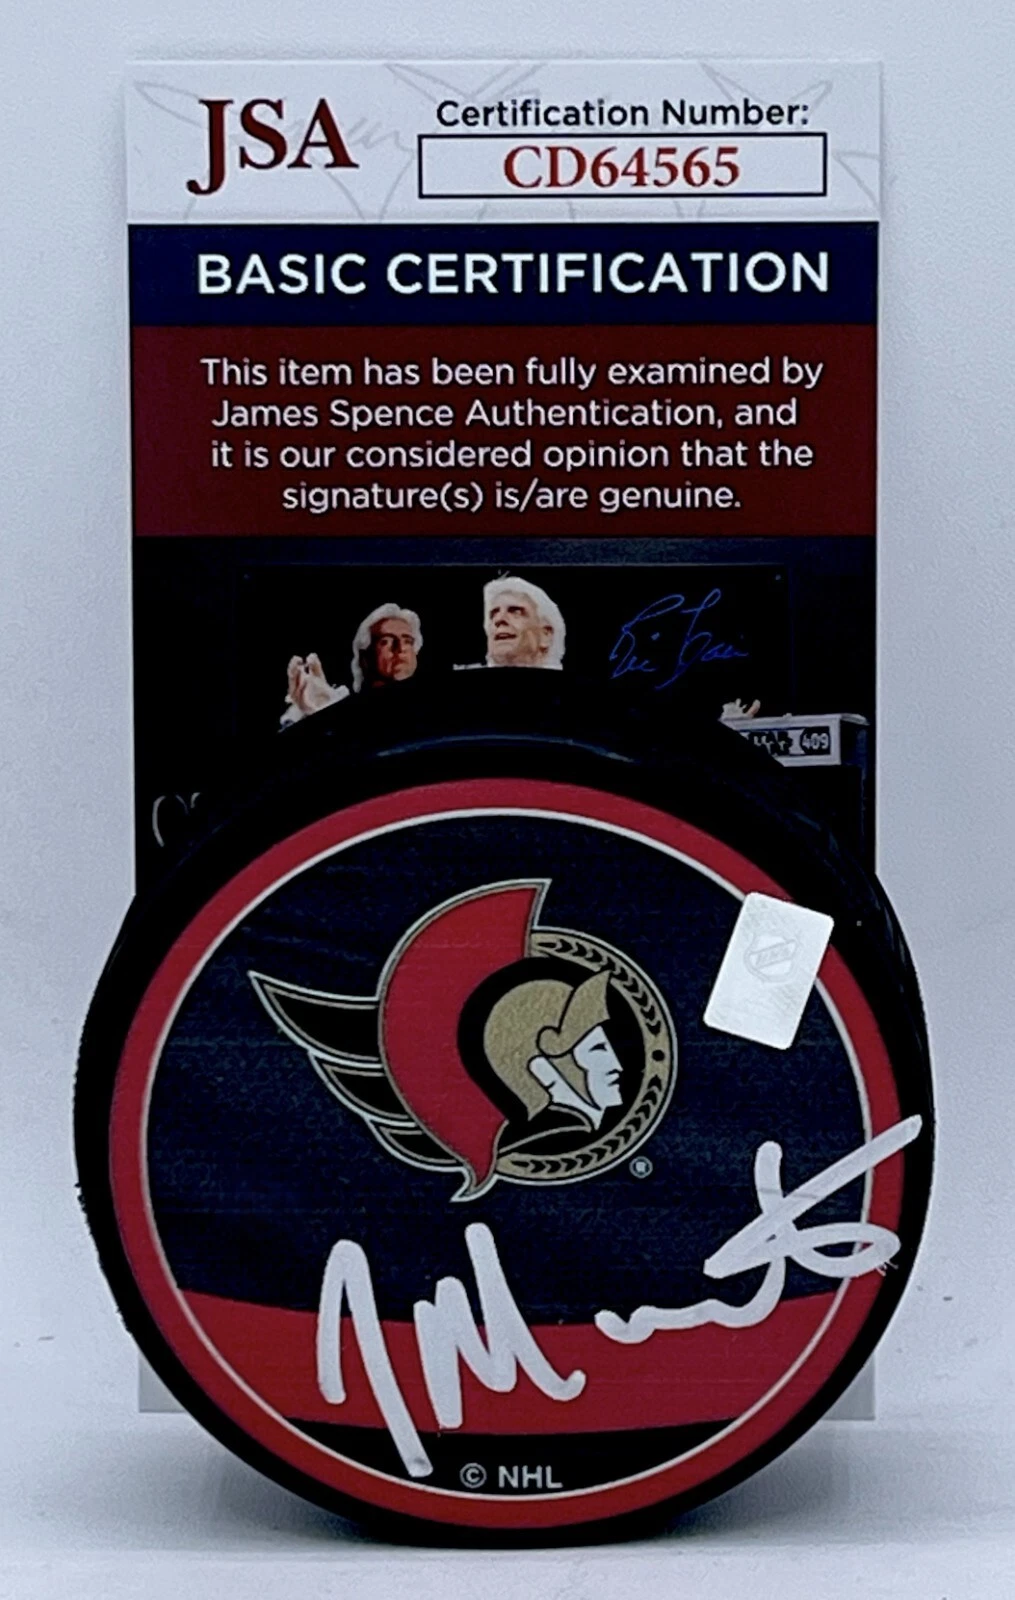 JSA
Certification Number:
CD64565
BASIC CERTIFICATION
This item has been fully examined by
James Spence Authentication, and
it is our considered opinion that the
signature(s) is/are genuine.
409
®
© NHL